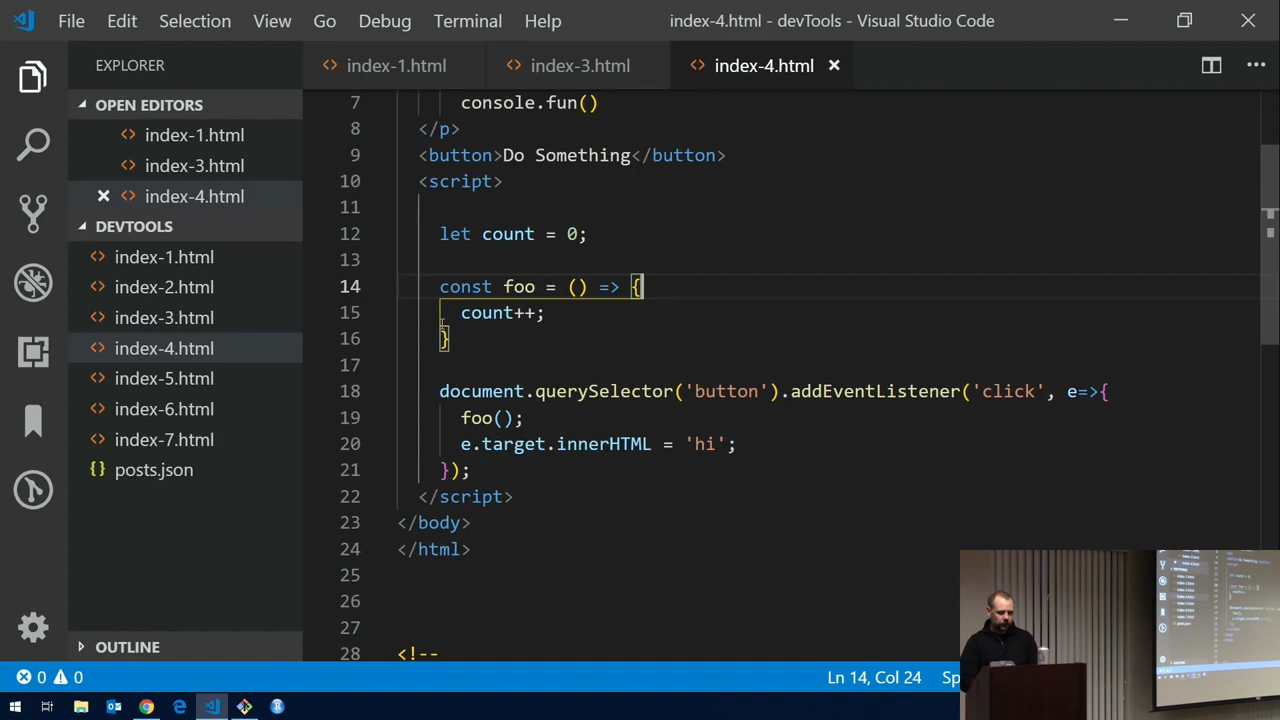 File Edit Selection View Go Debug Terminal Help index-4.html - devTools - Visual Studio Code
EXPLORER
OPEN EDITORS
index-1.html
index-3.html
index-4.html
DEVTOOLS
index-1.html
index-2.html
index-3.html
index-4.html
index-5.html
index-6.html
index-7.html
posts.json
OUTLINE
index-1.html index-3.html index-4.html
7 console.fun()
8 </p>
9 <button>Do Something</button>
10 <script>
11
12 let count = 0;
13
14 const foo = () => {
15 count++;
16 }
17
18 document.querySelector('button').addEventListener('click', e=>{
19 foo();
20 e.target.innerHTML = 'hi';
21 });
22 </script>
23 </body>
24 </html>
25
26
27
28 <!--
0 0 Ln 14, Col 24 Sp